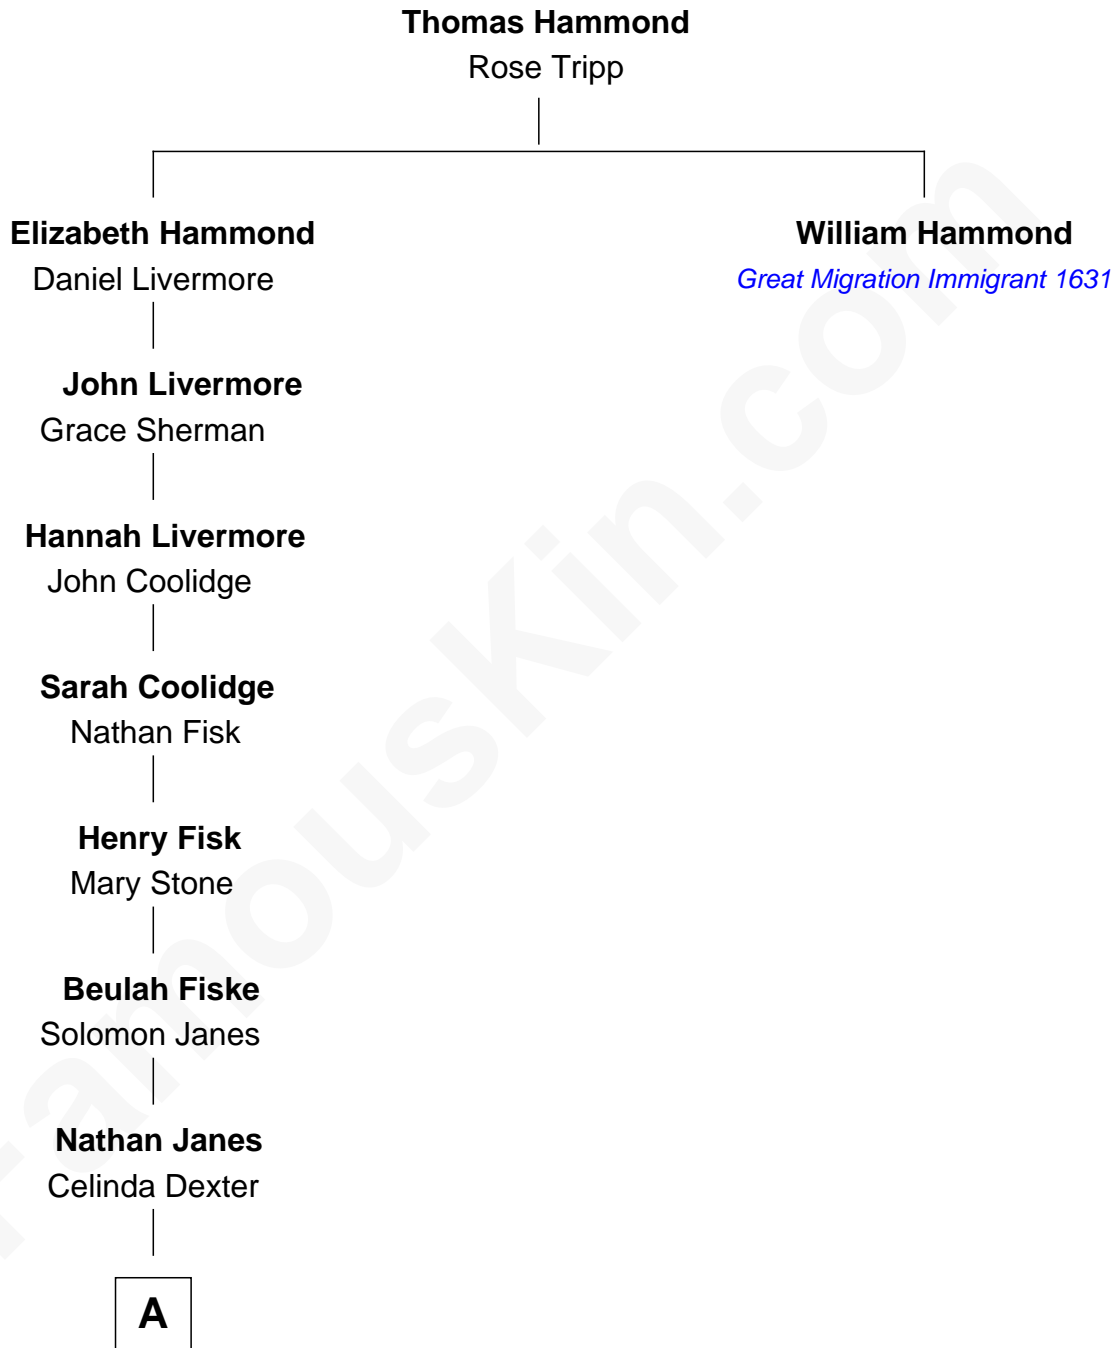 Thomas Hammond
Rose Tripp
Elizabeth Hammond
Daniel Livermore
William Hammond
Great Migration Immigrant 1631
John Livermore
Grace Sherman
Hannah Livermore
John Coolidge
Sarah Coolidge
Nathan Fisk
Henry Fisk
Mary Stone
Beulah Fiske
Solomon Janes
Nathan Janes
Celinda Dexter
A
FamousKin.com